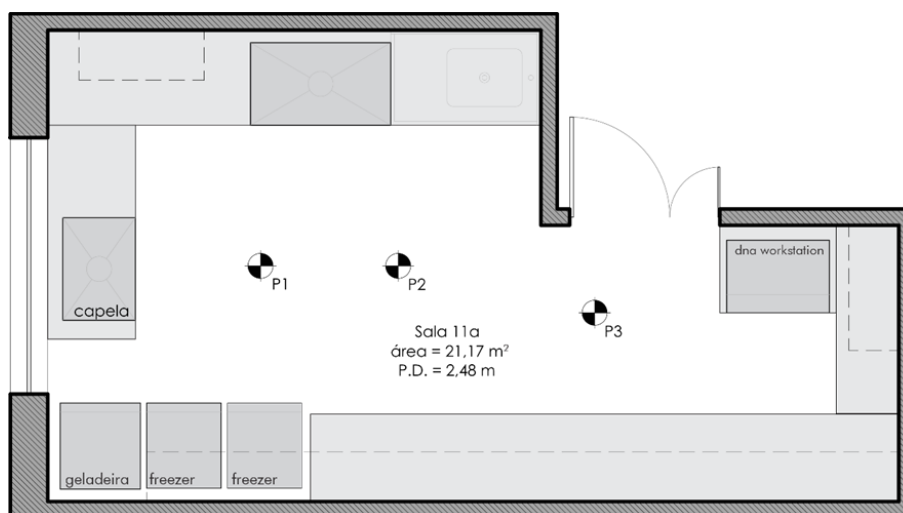 dna workstation
P1
P2
capela
P3
Sala 11a
área = 21,17 m²
P.D. = 2,48 m
geladeira
freezer
freezer